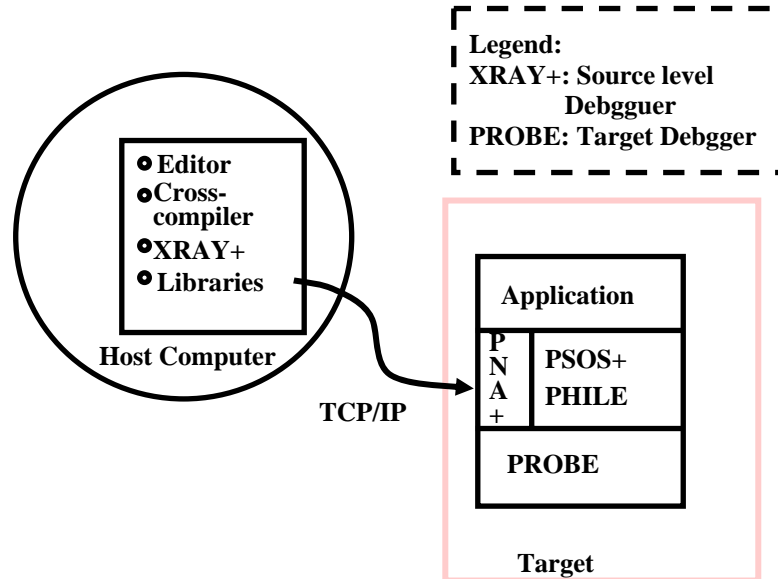 Legend:
XRAY+: Source level
Debgguer
PROBE: Target Debgger
Editor
Cross-
compiler
XRAY+
Libraries
Host Computer
TCP/IP
Application
P
N
A
+
PSOS+
PHILE
PROBE
Target